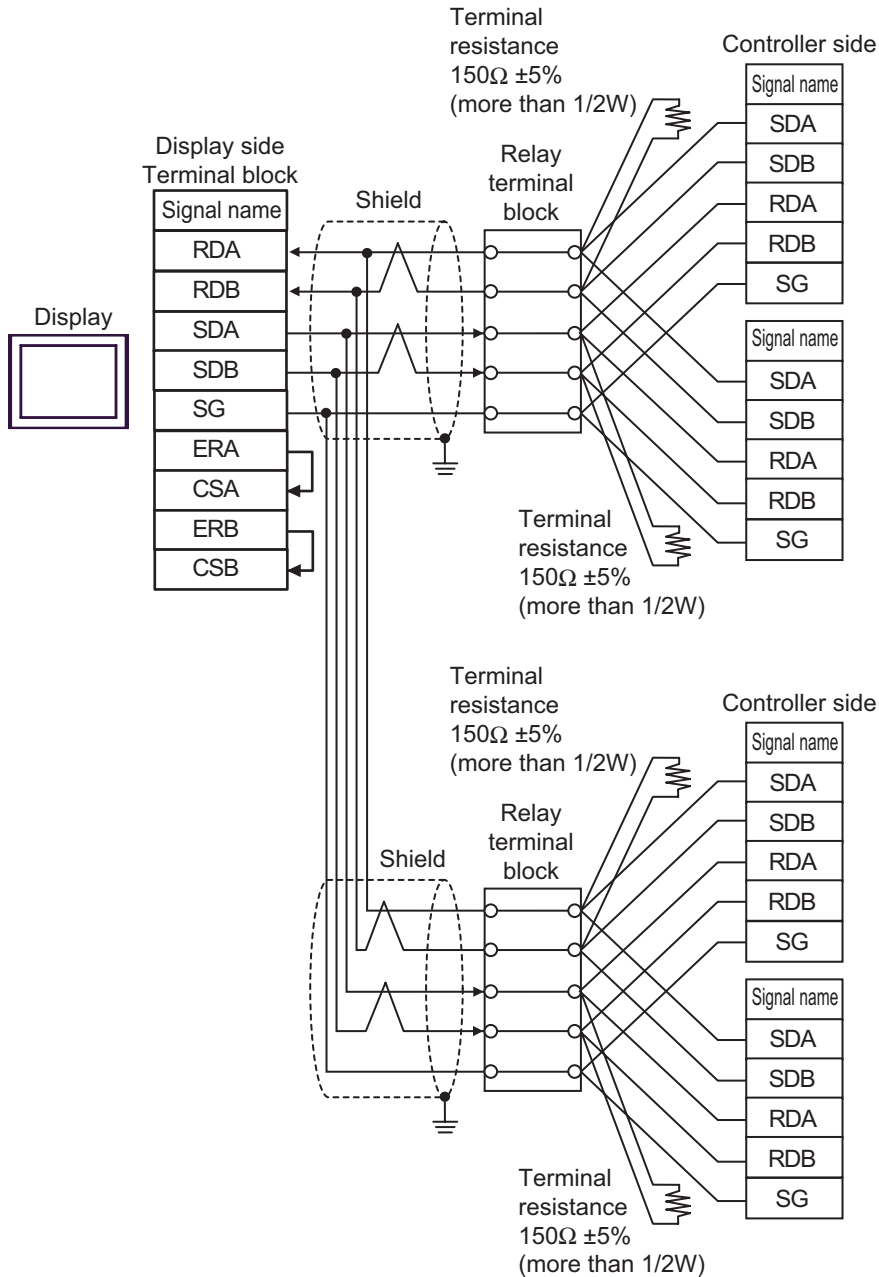 Terminal
resistance
150Ω ±5%
(more than 1/2W)
Controller side
Signal name
SDA
SDB
RDA
RDB
SG
Display side
Terminal block
Signal name
RDA
RDB
SDA
SDB
SG
ERA
CSA
ERB
CSB
Shield
Relay
terminal
block
Display
Signal name
SDA
SDB
RDA
RDB
SG
Terminal
resistance
150Ω ±5%
(more than 1/2W)
Terminal
resistance
150Ω ±5%
(more than 1/2W)
Controller side
Signal name
SDA
SDB
RDA
RDB
SG
Relay
terminal
block
Shield
Signal name
SDA
SDB
RDA
RDB
SG
Terminal
resistance
150Ω ±5%
(more than 1/2W)